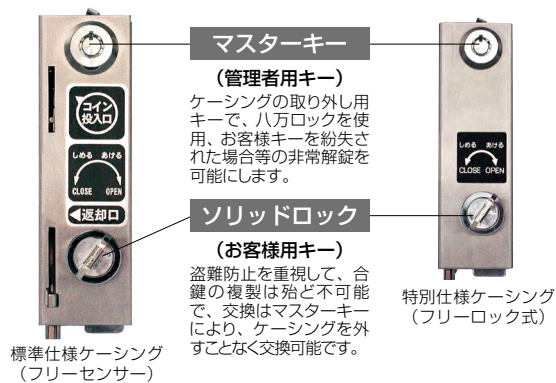 マスターキー
(管理者用キー)
ケーシングの取り外し用
キーで、八万ロックを使
用、お客様キーを紛失さ
れた場合等の非常解錠を
可能にします。
ソリッドロック
(お客様用キー)
盗難防止を重視して、合
鍵の複製は殆ど不可能
で、交換はマスターキー
により、ケーシングを外
すことなく交換可能です。
コイン
投入口
しめる あける
CLOSE OPEN
◀返却口
標準仕様ケーシング
(フリーセンサー)
しめる あける
CLOSE OPEN
特別仕様ケーシング
(フリーロック式)